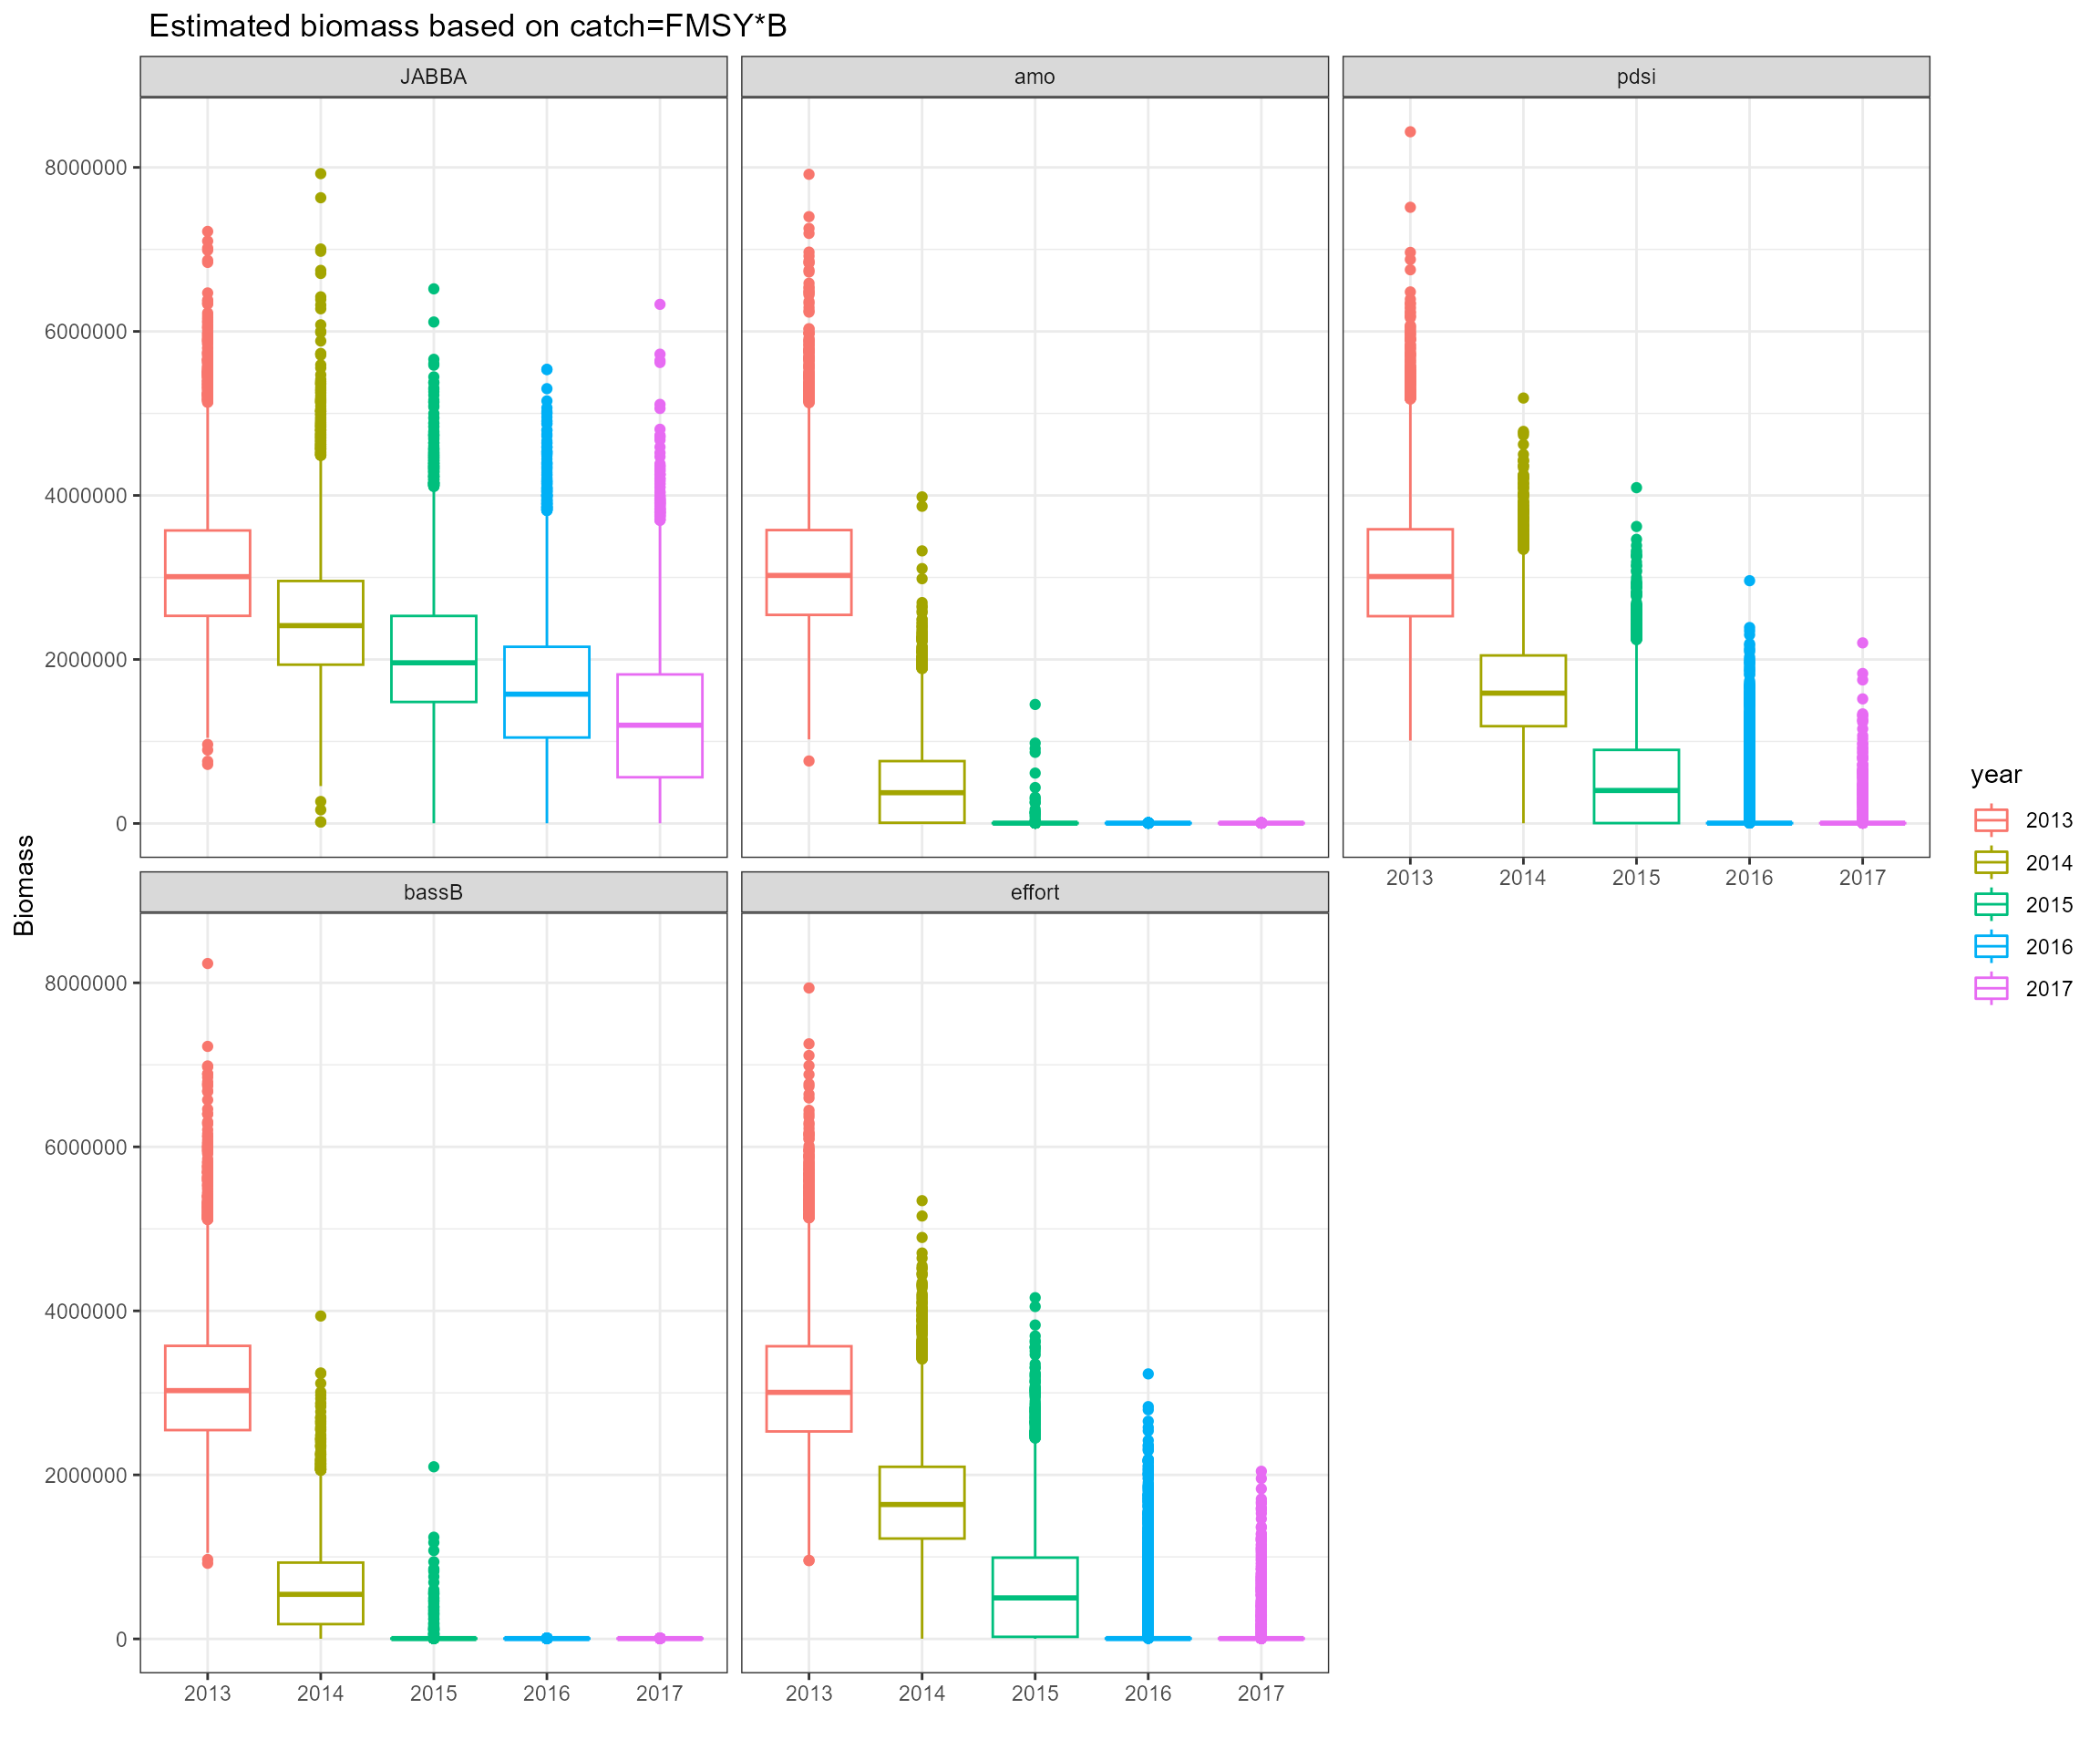 Estimated biomass based on catch=FMSY*B
JABBA
amo
pdsi
8000000
6000000
4000000
2000000
0
2013 2014 2015 2016 2017
Biomass
bassB
effort
8000000
6000000
4000000
2000000
0
2013 2014 2015 2016 2017
2013 2014 2015 2016 2017
year
2013
2014
2015
2016
2017